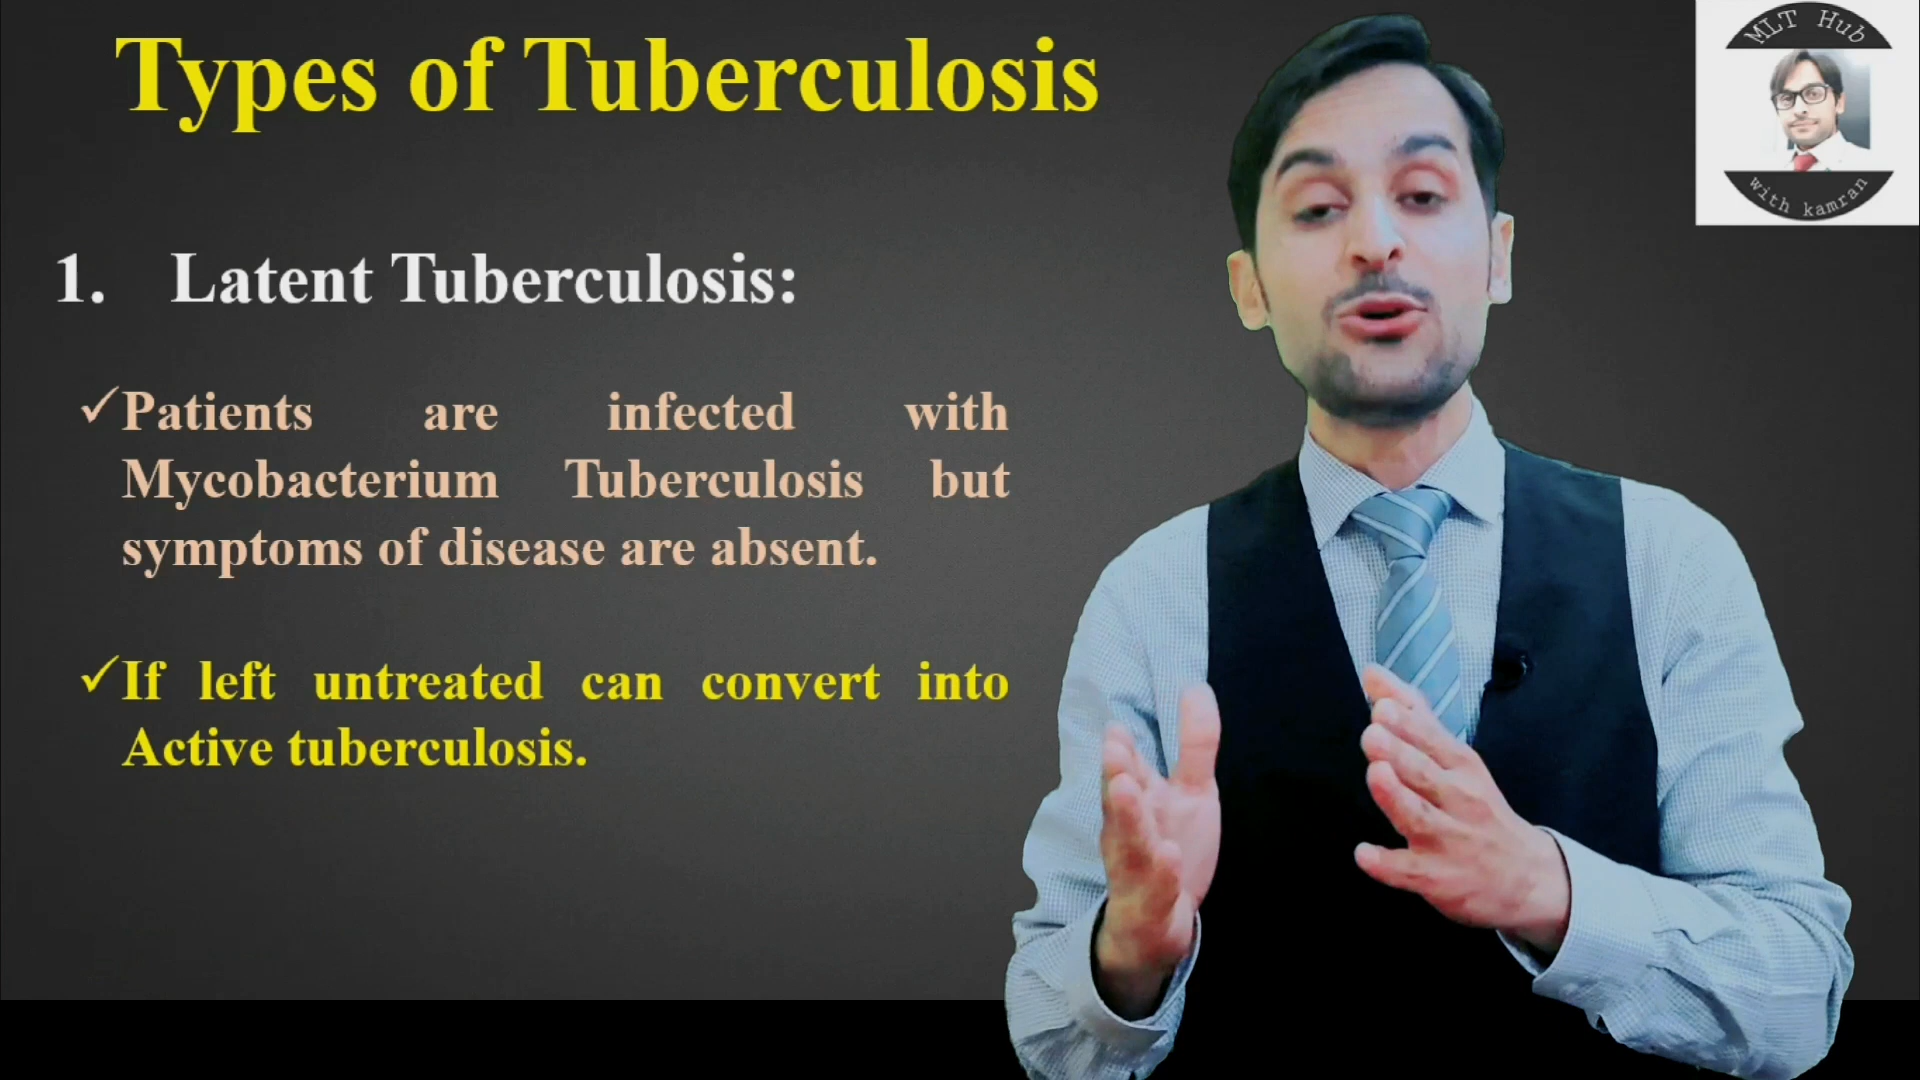 Types of Tuberculosis
MLT Hub
with kamran
1. Latent Tuberculosis:
✓Patients are infected with
Mycobacterium Tuberculosis but
symptoms of disease are absent.
✓If left untreated can convert into
Active tuberculosis.